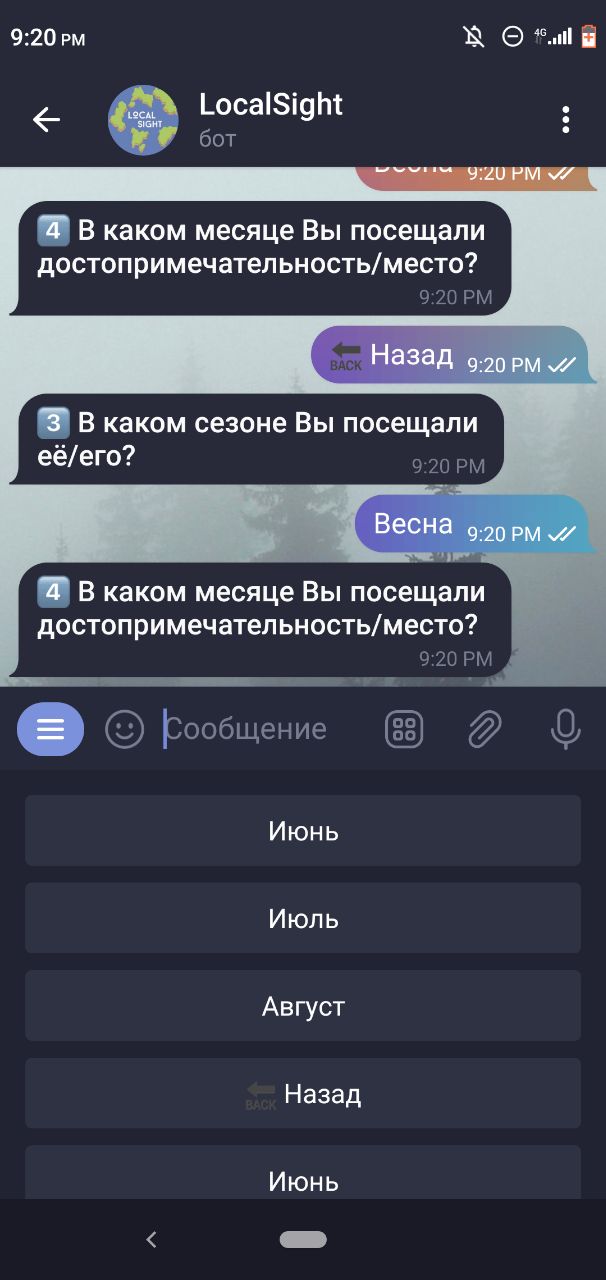 9:20 PM
4G
LOCAL
SIGHT
LocalSight
бот
Весна 9:20 PM
4 В каком месяце Вы посещали
достопримечательность/место?
9:20 PM
BACK Назад 9:20 PM
3 В каком сезоне Вы посещали
её/его?
9:20 PM
Весна 9:20 PM
4 В каком месяце Вы посещали
достопримечательность/место?
9:20 PM
Сообщение
Июнь
Июль
Август
BACK Назад
Июнь